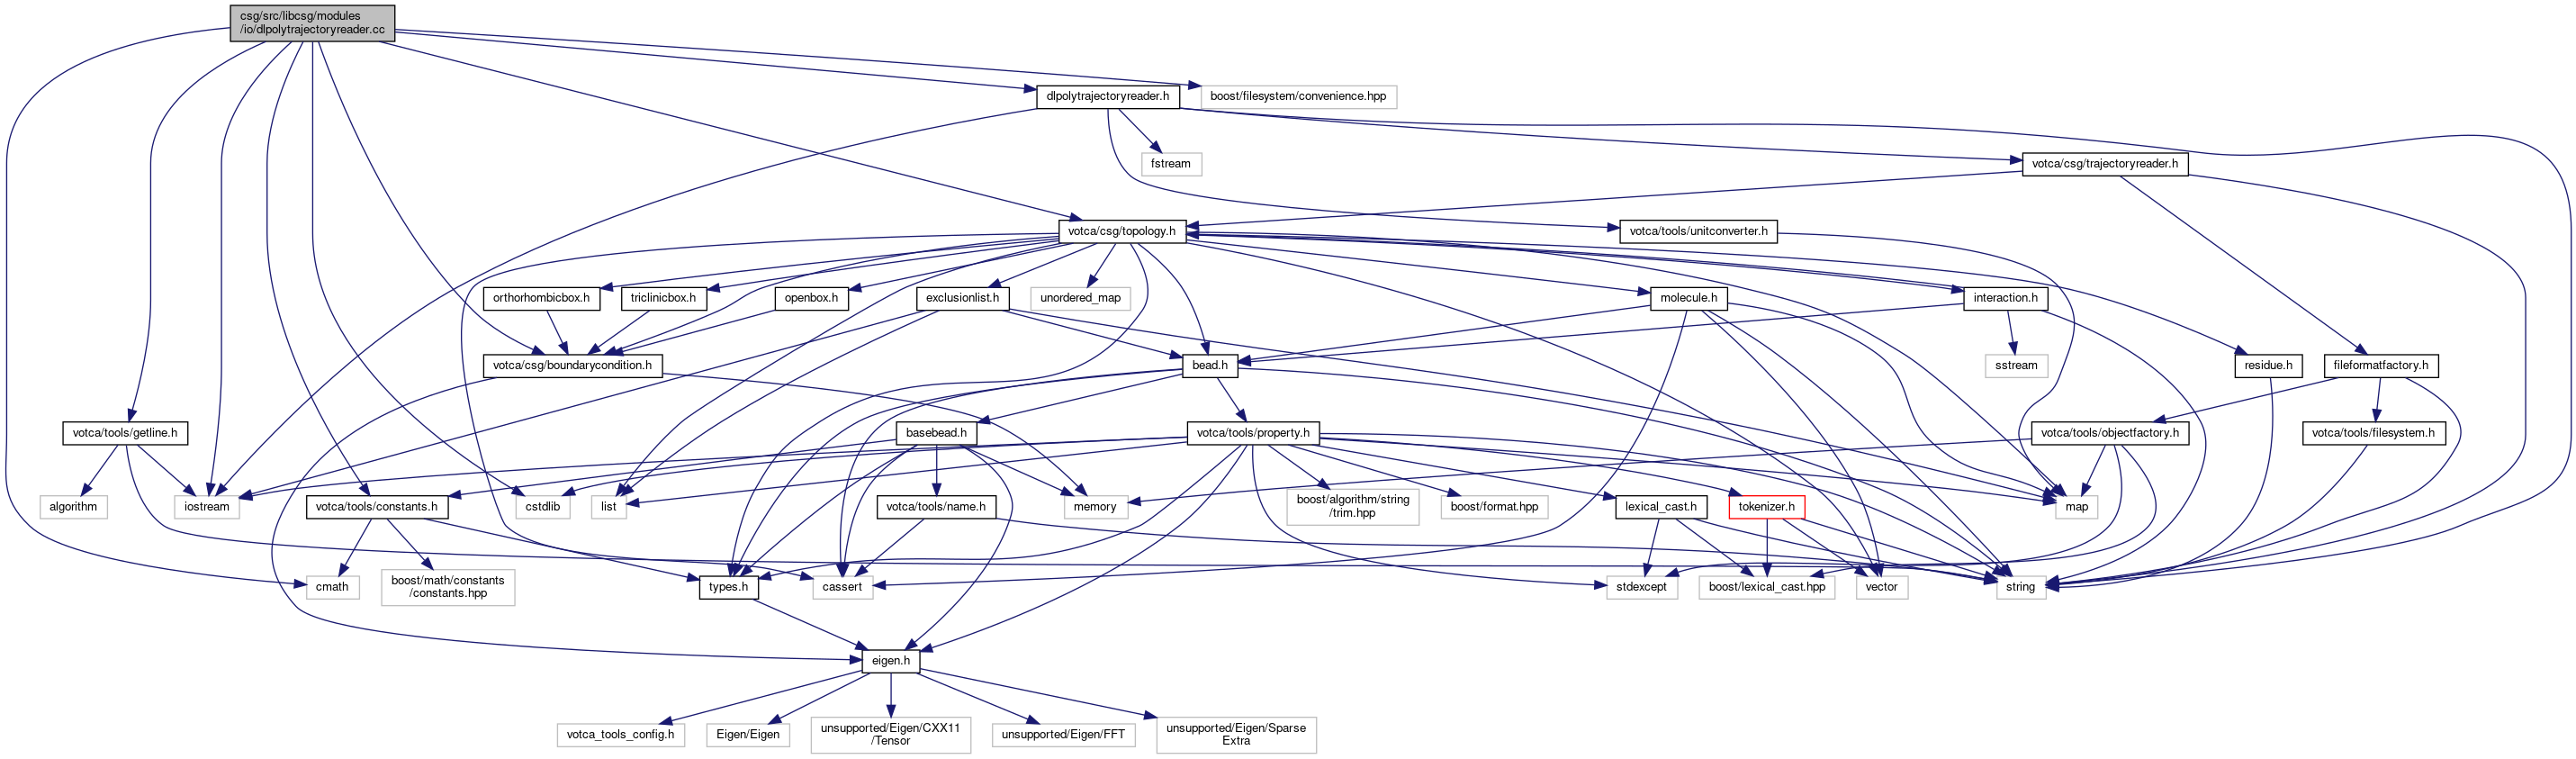 csg/src/libcsg/modules
/io/dlpolytrajectoryreader.cc
dlpolytrajectoryreader.h
boost/filesystem/convenience.hpp
fstream
votca/csg/trajectoryreader.h
votca/csg/topology.h
votca/tools/unitconverter.h
orthorhombicbox.h
triclinicbox.h
openbox.h
exclusionlist.h
unordered_map
molecule.h
interaction.h
votca/csg/boundarycondition.h
bead.h
sstream
residue.h
fileformatfactory.h
votca/tools/getline.h
basebead.h
votca/tools/property.h
votca/tools/objectfactory.h
votca/tools/filesystem.h
algorithm
iostream
votca/tools/constants.h
cstdlib
list
votca/tools/name.h
memory
boost/algorithm/string
/trim.hpp
boost/format.hpp
lexical_cast.h
tokenizer.h
map
cmath
boost/math/constants
/constants.hpp
types.h
cassert
stdexcept
boost/lexical_cast.hpp
vector
string
eigen.h
votca_tools_config.h
Eigen/Eigen
unsupported/Eigen/CXX11
/Tensor
unsupported/Eigen/FFT
unsupported/Eigen/Sparse
Extra